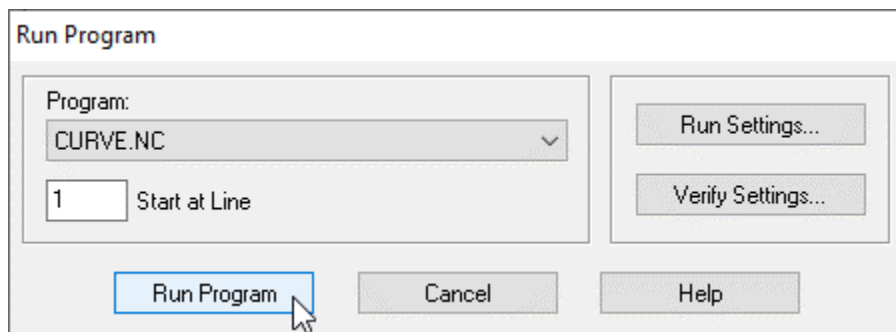 Run Program
Program:
CURVE.NC
1 Start at Line
Run Settings...
Verify Settings...
Run Program Cancel Help